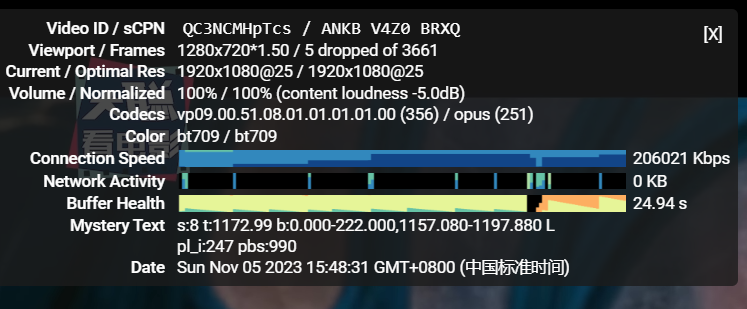 Video ID / sCPN QC3NCMHpTcs / ANKB V4Z0 BRXQ
[X]
Viewport / Frames 1280x720*1.50 / 5 dropped of 3661
Current / Optimal Res 1920x1080@25 / 1920x1080@25
Volume / Normalized 100% / 100% (content loudness -5.0dB)
Codecs vp09.00.51.08.01.01.01.01.00 (356) / opus (251)
Color bt709 / bt709
Connection Speed 206021 Kbps
Network Activity 0 KB
Buffer Health 24.94 s
Mystery Text s:8 t:1172.99 b:0.000-222.000,1157.080-1197.880 L
pl_i:247 pbs:990
Date Sun Nov 05 2023 15:48:31 GMT+0800 (中国标准时间)
看电影